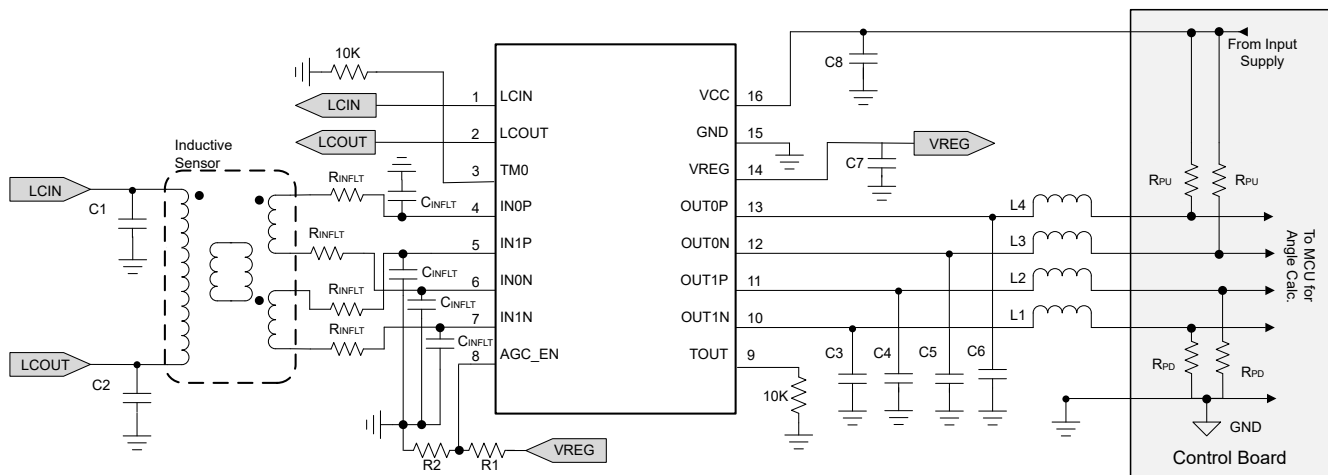 10K
LCIN
LCOUT
Inductive
Sensor
LCIN
C1
LCOUT
C2
RINFLT
CINFLT
RINFLT
CINFLT
RINFLT
CINFLT
RINFLT
CINFLT
R2
R1
VREG
1 LCIN
2 LCOUT
3 TM0
4 IN0P
5 IN1P
6 IN0N
7 IN1N
8 AGC_EN
VCC 16
GND 15
VREG 14
OUT0P 13
OUT0N 12
OUT1P 11
OUT1N 10
TOUT 9
C8
C7
VREG
L4
L3
L2
L1
C3
C4
C5
C6
10K
From Input
Supply
RPU
RPU
To MCU for
Angle Calc.
RPD
RPD
GND
Control Board